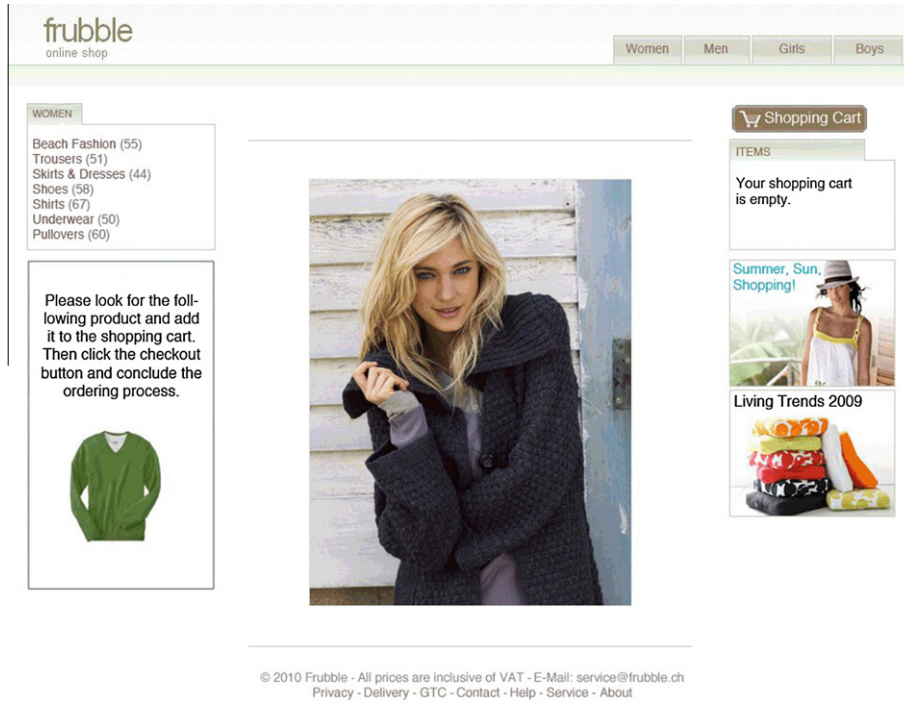 frubble
online shop
Women Men Girls Boys
WOMEN
Beach Fashion (55)
Trousers (51)
Skirts & Dresses (44)
Shoes (58)
Shirts (67)
Underwear (50)
Pullovers (60)
Please look for the fol-
lowing product and add
it to the shopping cart.
Then click the checkout
button and conclude the
ordering process.
Shopping Cart
ITEMS
Your shopping cart
is empty.
Summer, Sun,
Shopping!
Living Trends 2009
© 2010 Frubble - All prices are inclusive of VAT - E-Mail: service@frubble.ch
Privacy - Delivery - GTC - Contact - Help - Service - About